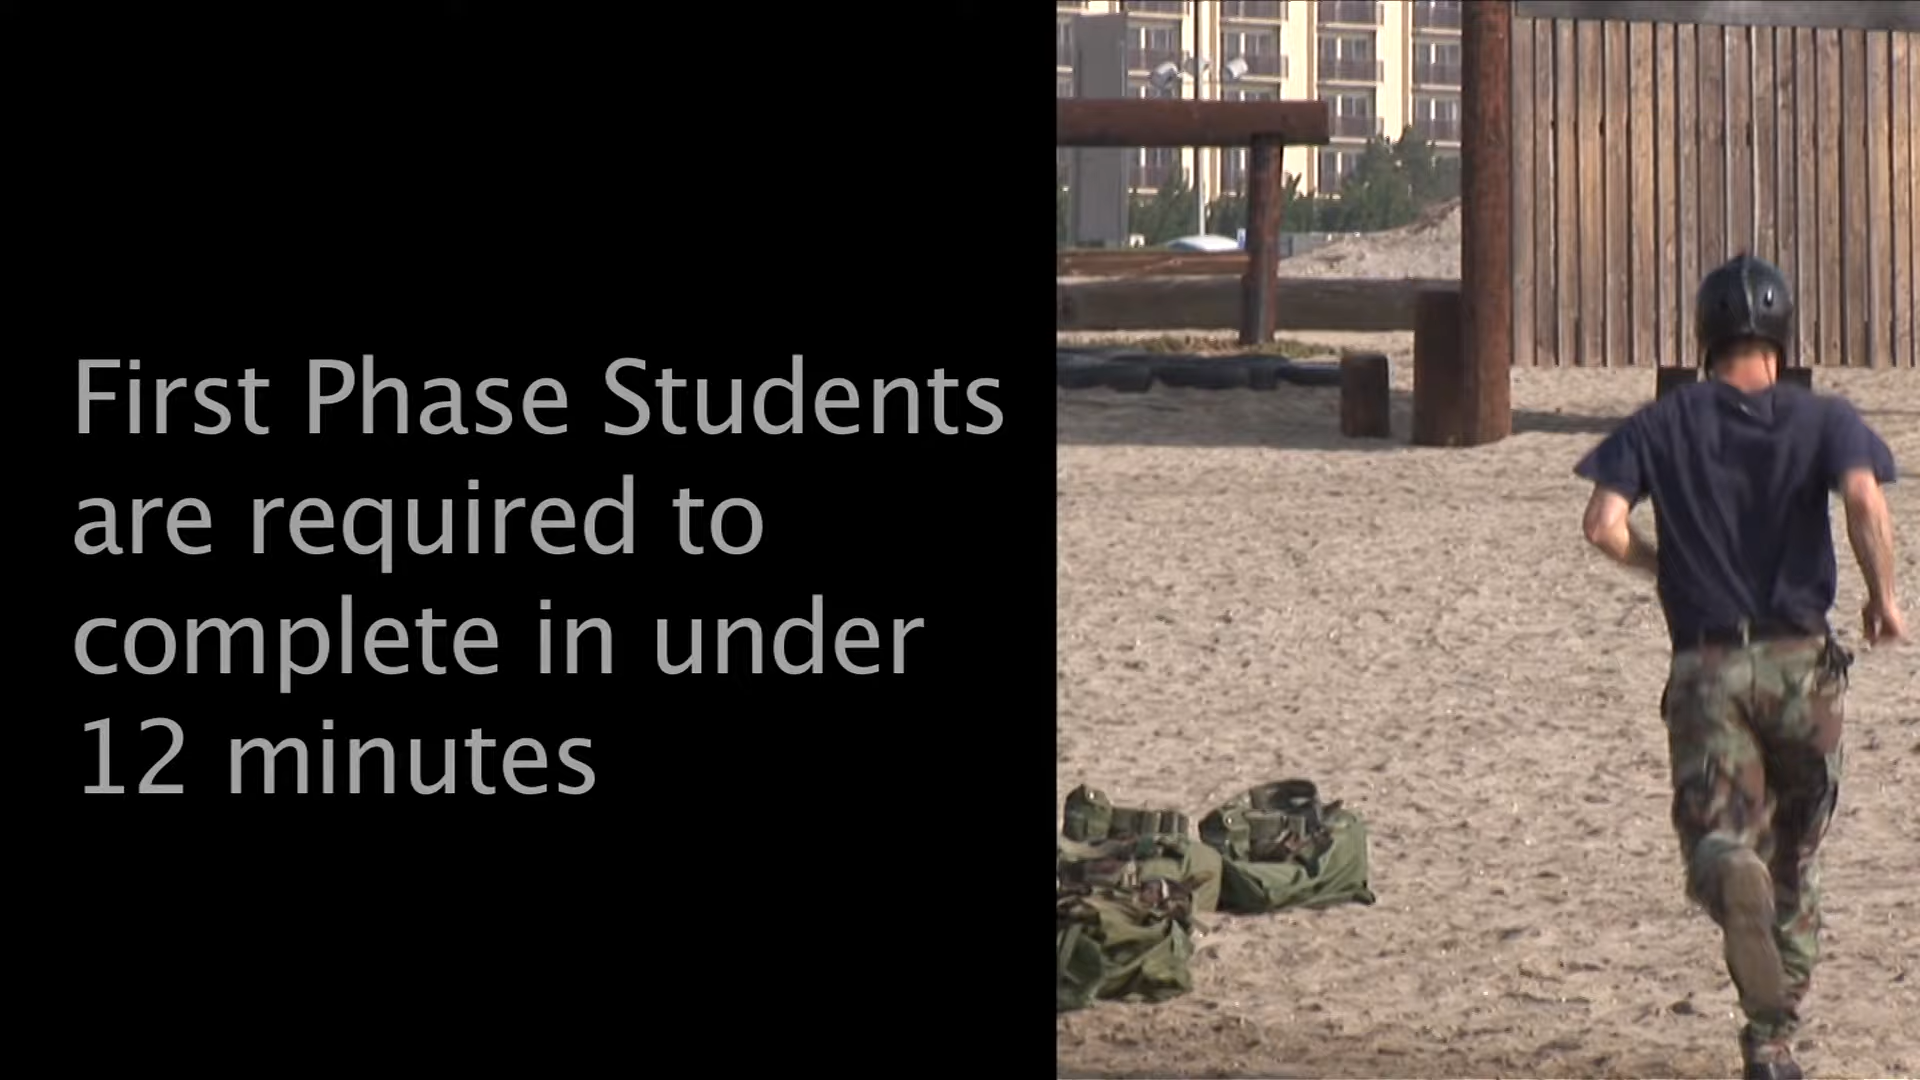 First Phase Students
are required to
complete in under
12 minutes